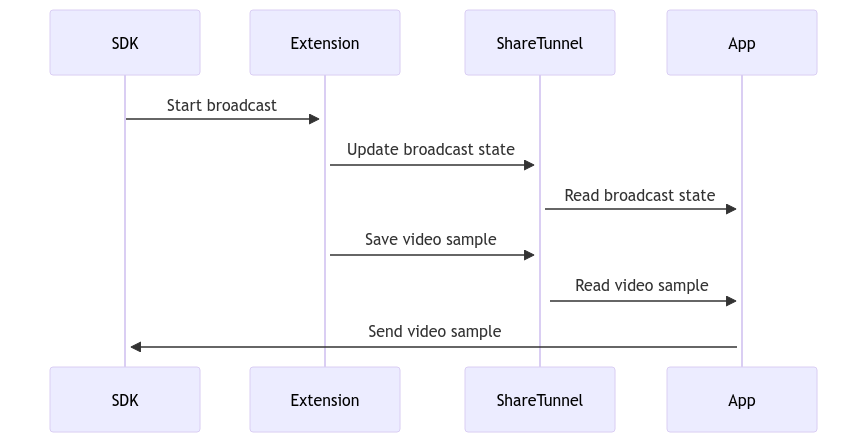 SDK
Extension
ShareTunnel
App
Start broadcast
Update broadcast state
Read broadcast state
Save video sample
Read video sample
Send video sample
SDK
Extension
ShareTunnel
App